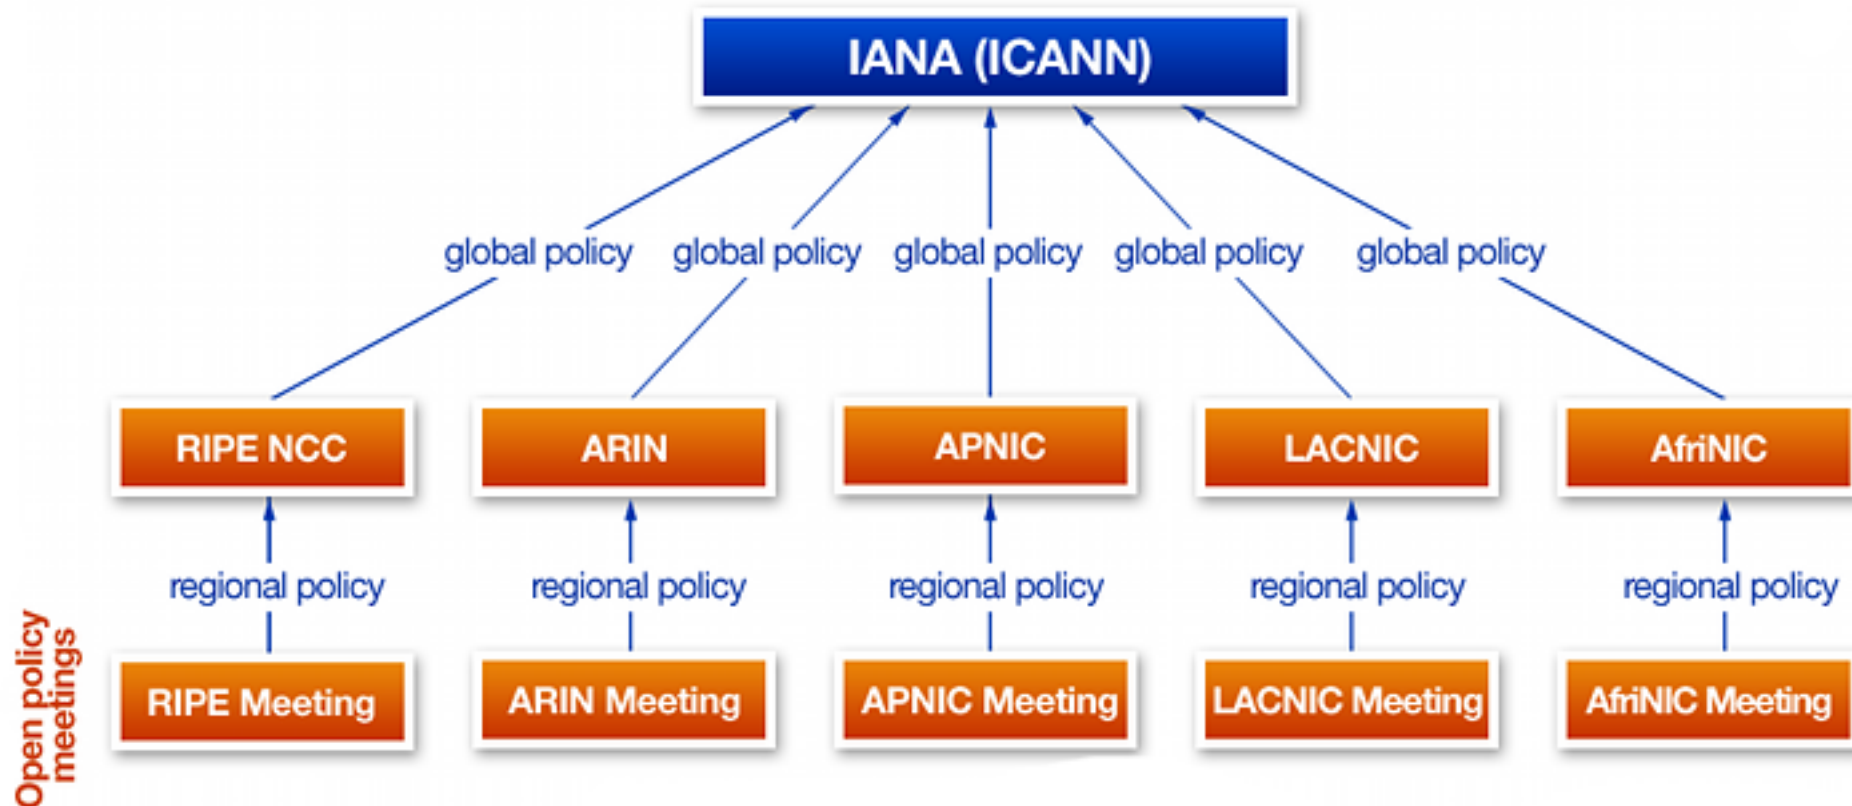 IANA (ICANN)
global policy global policy global policy global policy global policy
RIPE NCC ARIN APNIC LACNIC AfriNIC
regional policy regional policy regional policy regional policy regional policy
Open policy
meetings
RIPE Meeting ARIN Meeting APNIC Meeting LACNIC Meeting AfriNIC Meeting